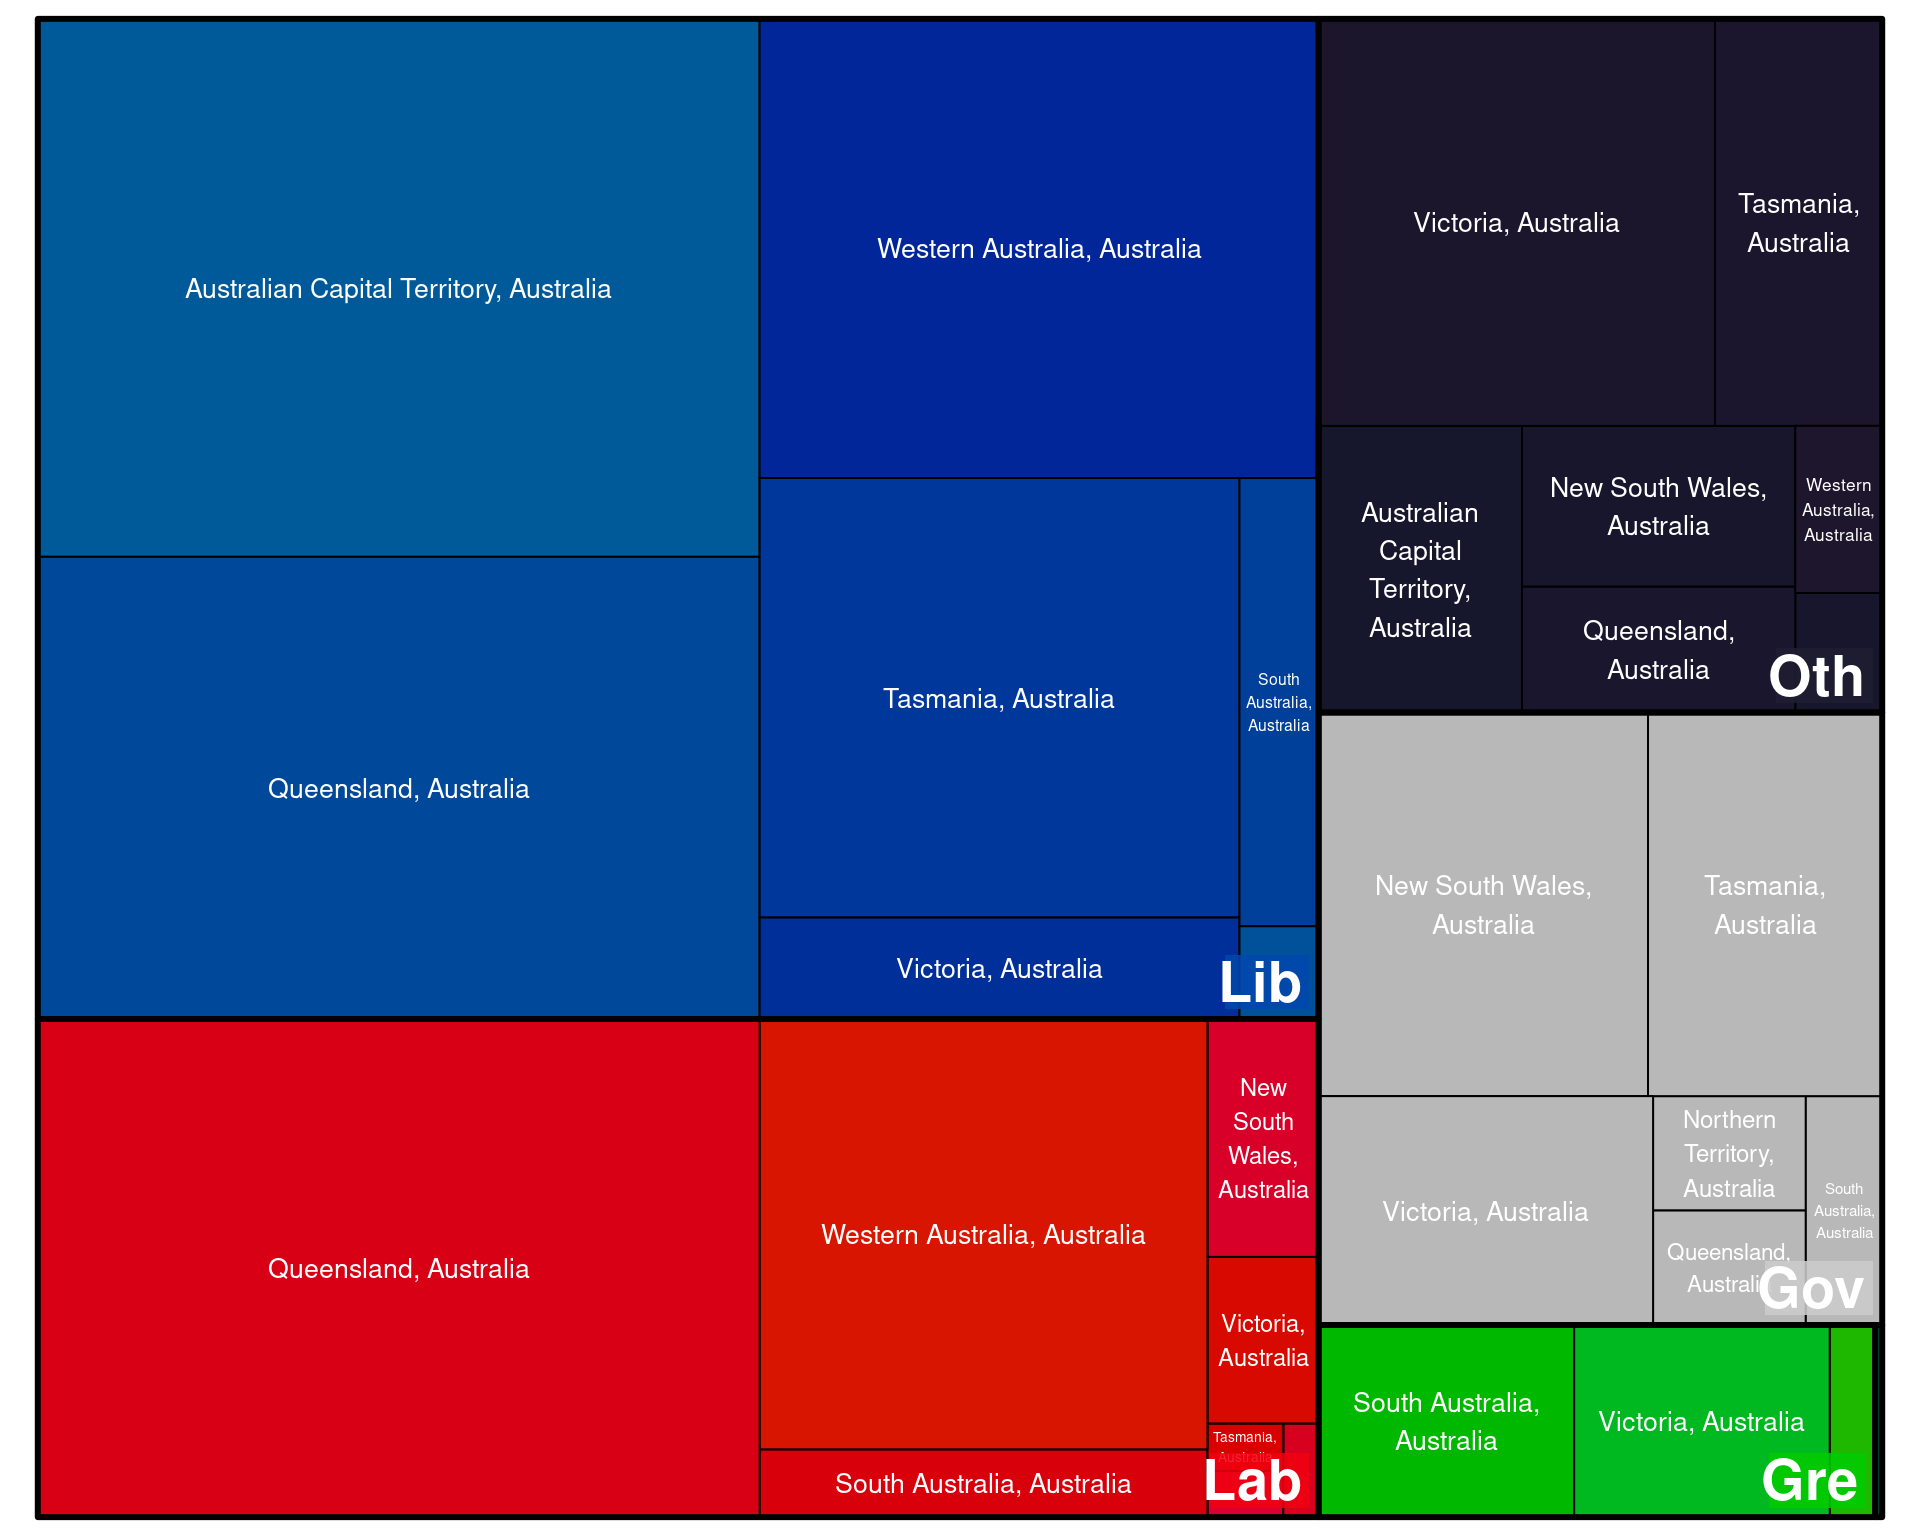 Australian Capital Territory, Australia
Queensland, Australia
Western Australia, Australia
Tasmania, Australia
South
Australia,
Australia
Victoria, Australia
Lib
Queensland, Australia
Western Australia, Australia
South Australia, Australia
New
South
Wales,
Australia
Victoria,
Australia
Tasmania,
Australia
Lab
Victoria, Australia
Tasmania,
Australia
Australian
Capital
Territory,
Australia
New South Wales,
Australia
Queensland,
Australia
Western
Australia,
Australia
Oth
New South Wales,
Australia
Tasmania,
Australia
Victoria, Australia
Northern
Territory,
Australia
Queensland,
Australia
South
Australia,
Australia
Gov
South Australia,
Australia
Victoria, Australia
Gre